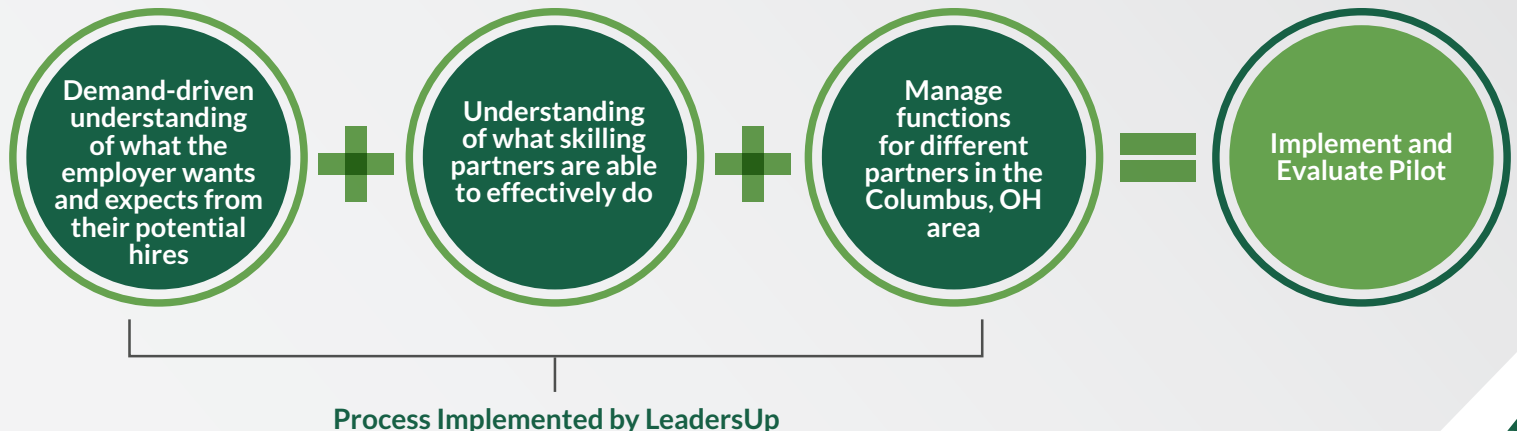 Demand-driven
understanding
of what the
employer wants
and expects from
their potential
hires
Understanding
of what skilling
partners are able
to effectively do
Manage
functions
for different
partners in the
Columbus, OH
area
Implement and
Evaluate Pilot
Process Implemented by LeadersUp